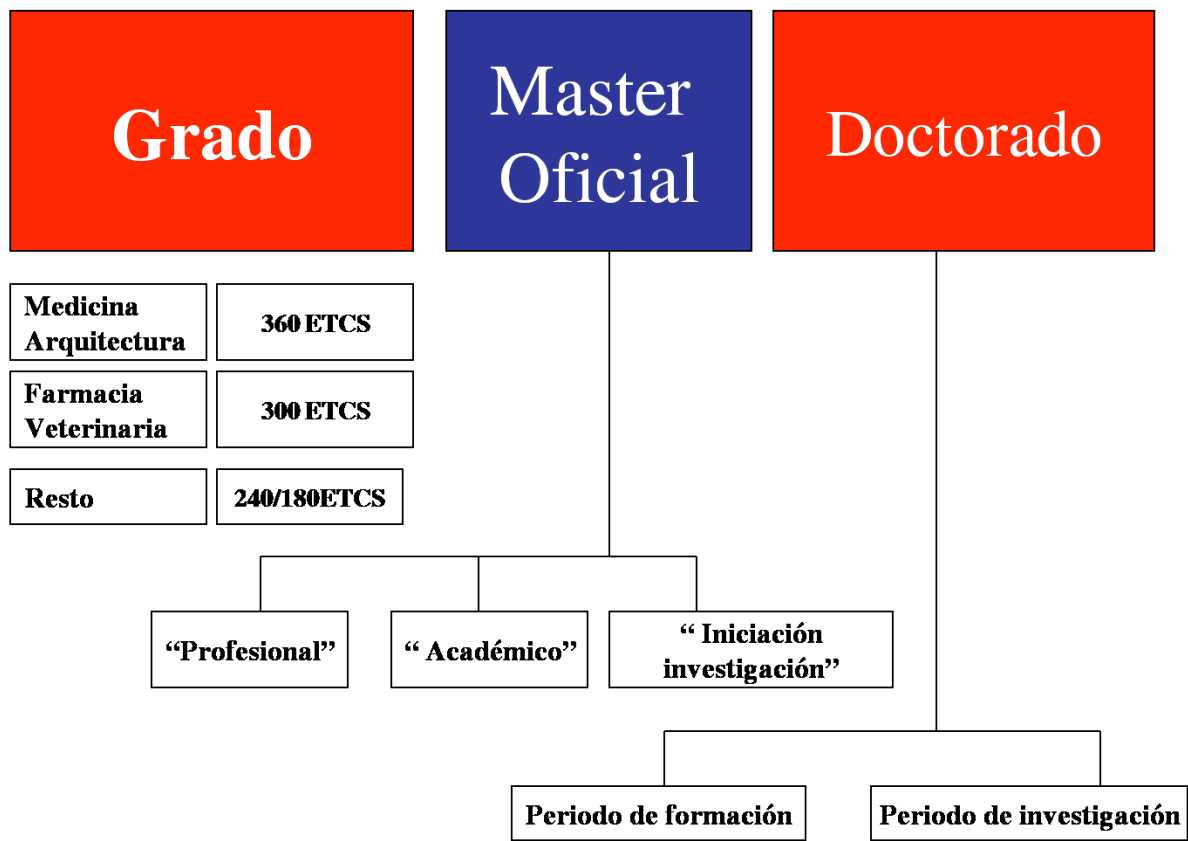 Grado
Master
Oficial
Doctorado
Medicina
Arquitectura
360 ETCS
Farmacia
Veterinaria
300 ETCS
Resto
240/180ETCS
“Profesional”
“ Académico”
“ Iniciación
investigación”
Periodo de formación
Periodo de investigación